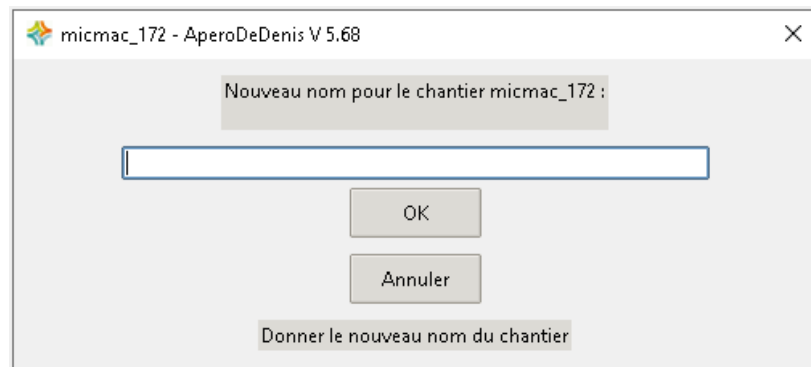 micmac_172 - AperoDeDenis V 5.68
Nouveau nom pour le chantier micmac_172 :
OK
Annuler
Donner le nouveau nom du chantier